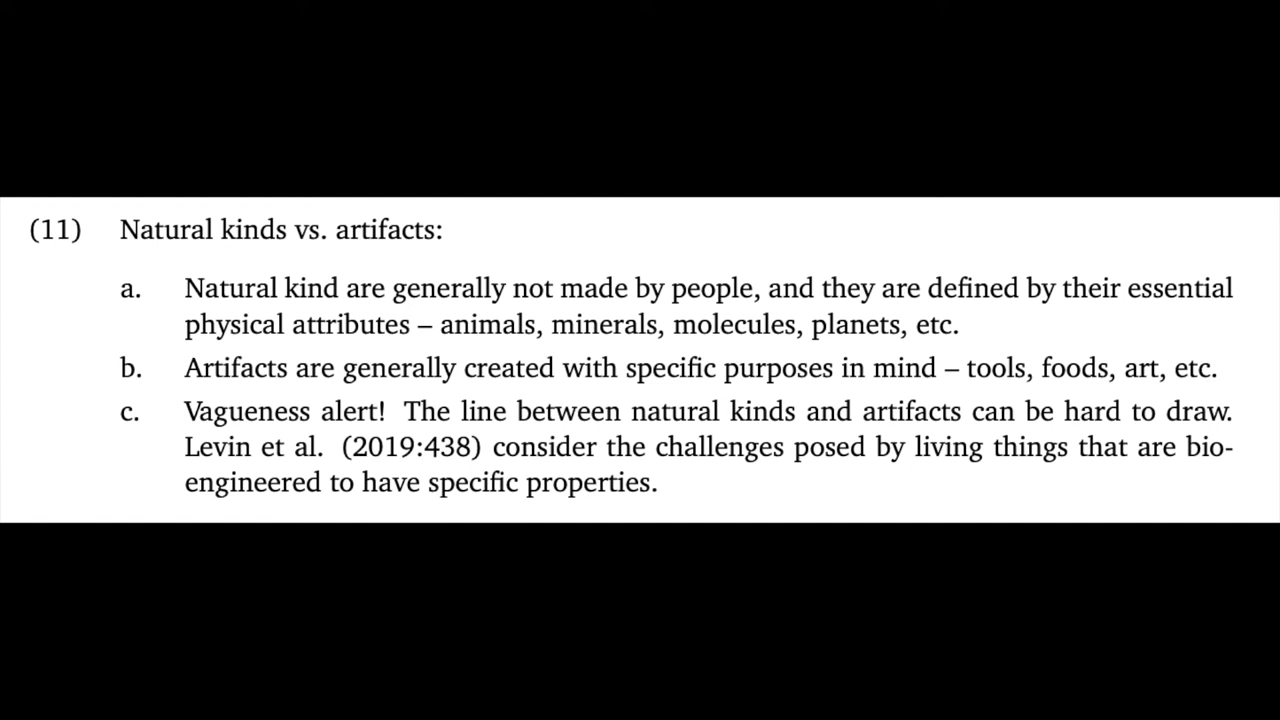 (11) Natural kinds vs. artifacts:
a. Natural kind are generally not made by people, and they are defined by their essential
physical attributes – animals, minerals, molecules, planets, etc.
b. Artifacts are generally created with specific purposes in mind – tools, foods, art, etc.
c. Vagueness alert! The line between natural kinds and artifacts can be hard to draw.
Levin et al. (2019:438) consider the challenges posed by living things that are bio-
engineered to have specific properties.